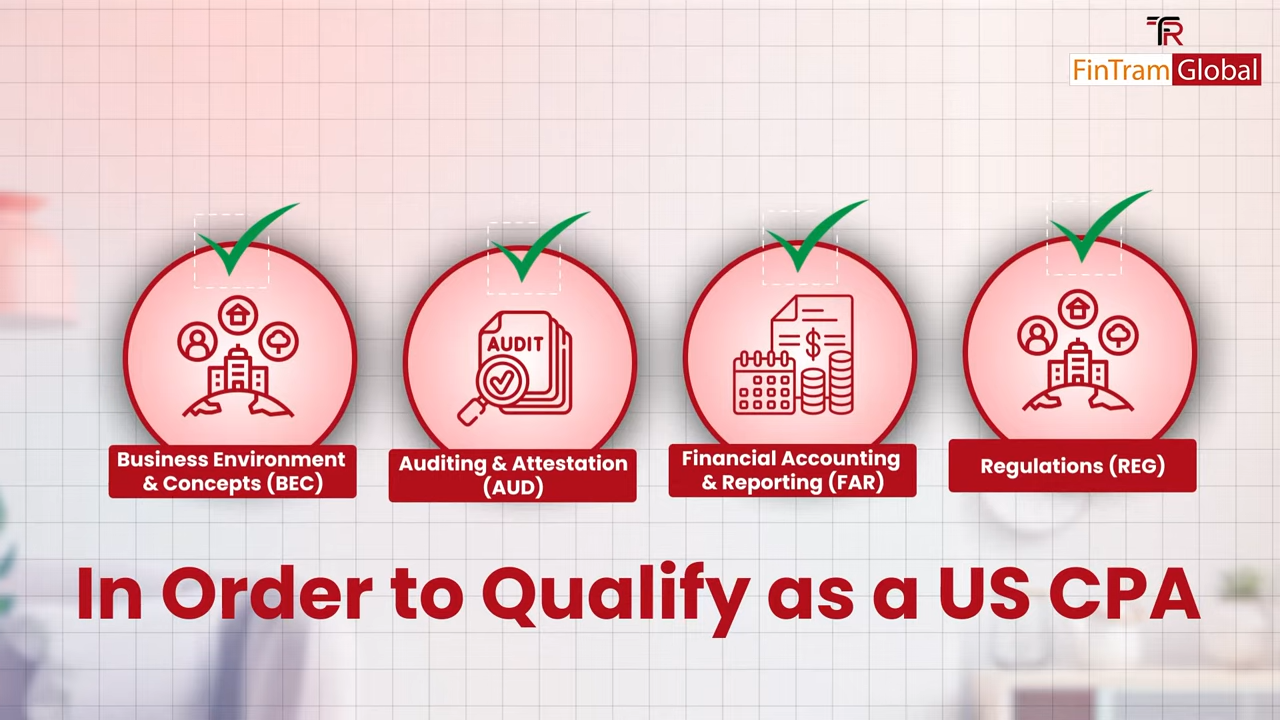 FinTram Global
AUDIT
Business Environment
& Concepts (BEC)
Auditing & Attestation
(AUD)
Financial Accounting
& Reporting (FAR)
Regulations (REG)
In Order to Qualify as a US CPA